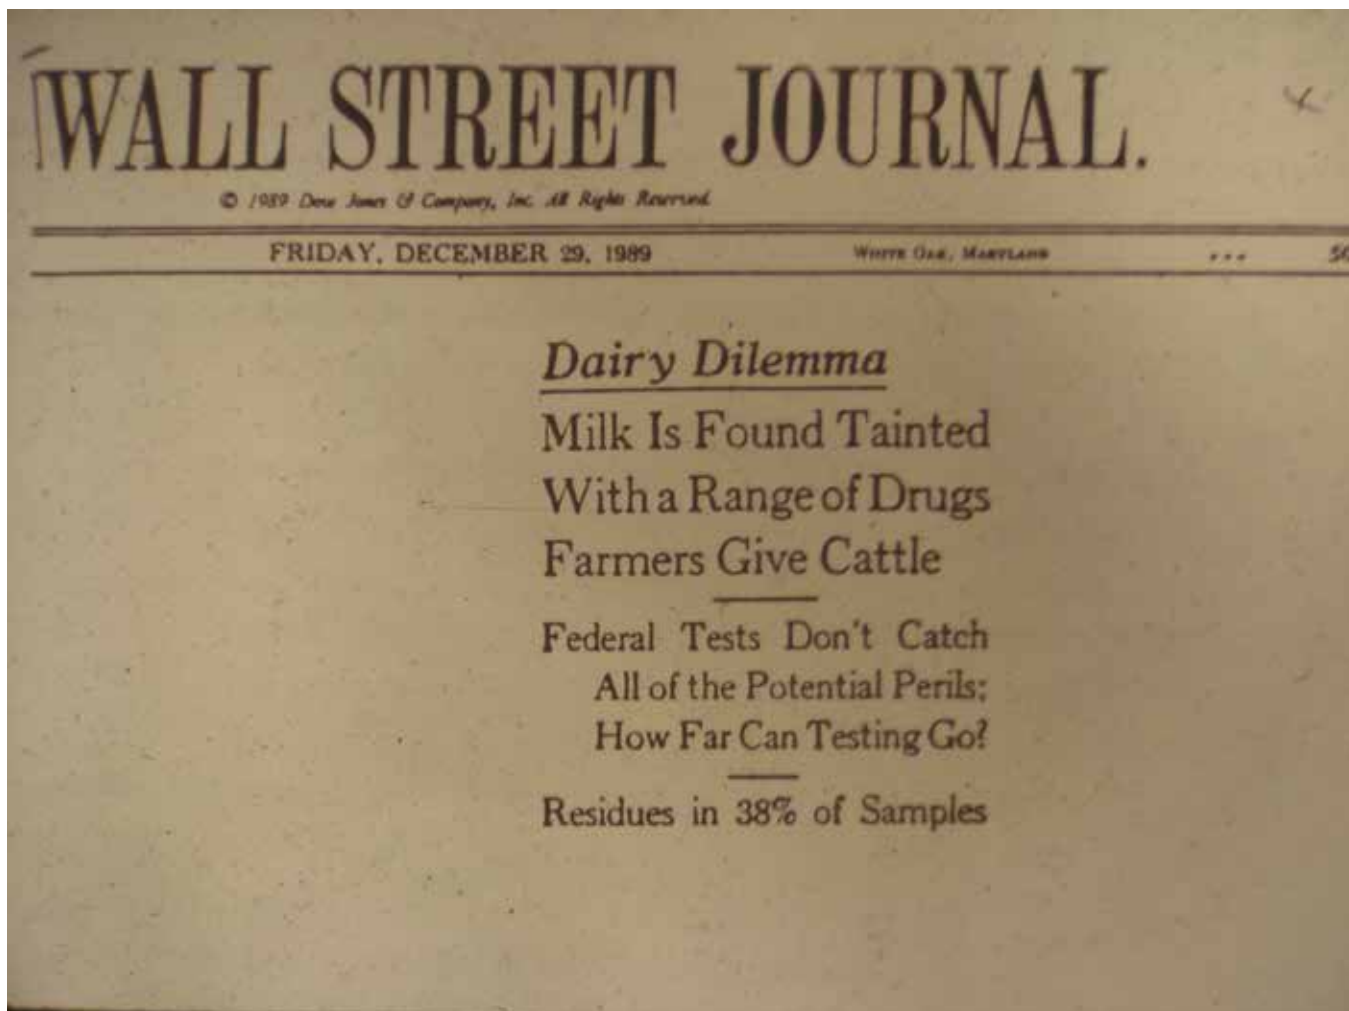 WALL STREET JOURNAL.
© 1989 Dow Jones & Company, Inc. All Rights Reserved.
FRIDAY, DECEMBER 29, 1989 WHITE OAK, MARYLAND * * * 50
Dairy Dilemma
Milk Is Found Tainted
With a Range of Drugs
Farmers Give Cattle
Federal Tests Don't Catch
All of the Potential Perils;
How Far Can Testing Go?
Residues in 38% of Samples